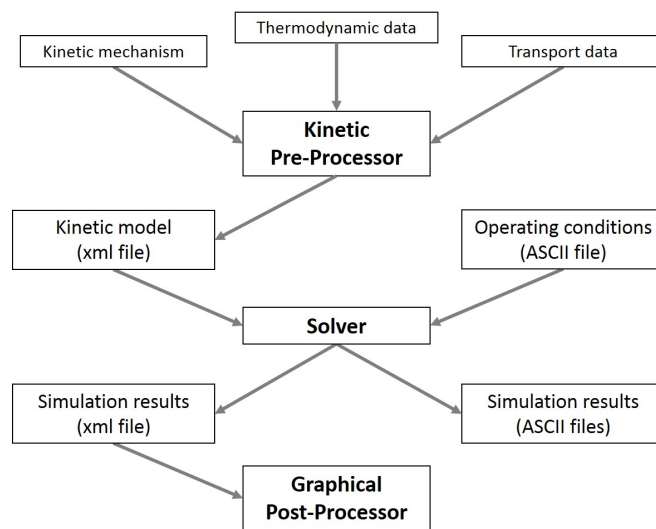 Thermodynamic data
Kinetic mechanism
Transport data
Kinetic
Pre-Processor
Kinetic model
(xml file)
Operating conditions
(ASCII file)
Solver
Simulation results
(xml file)
Simulation results
(ASCII files)
Graphical
Post-Processor